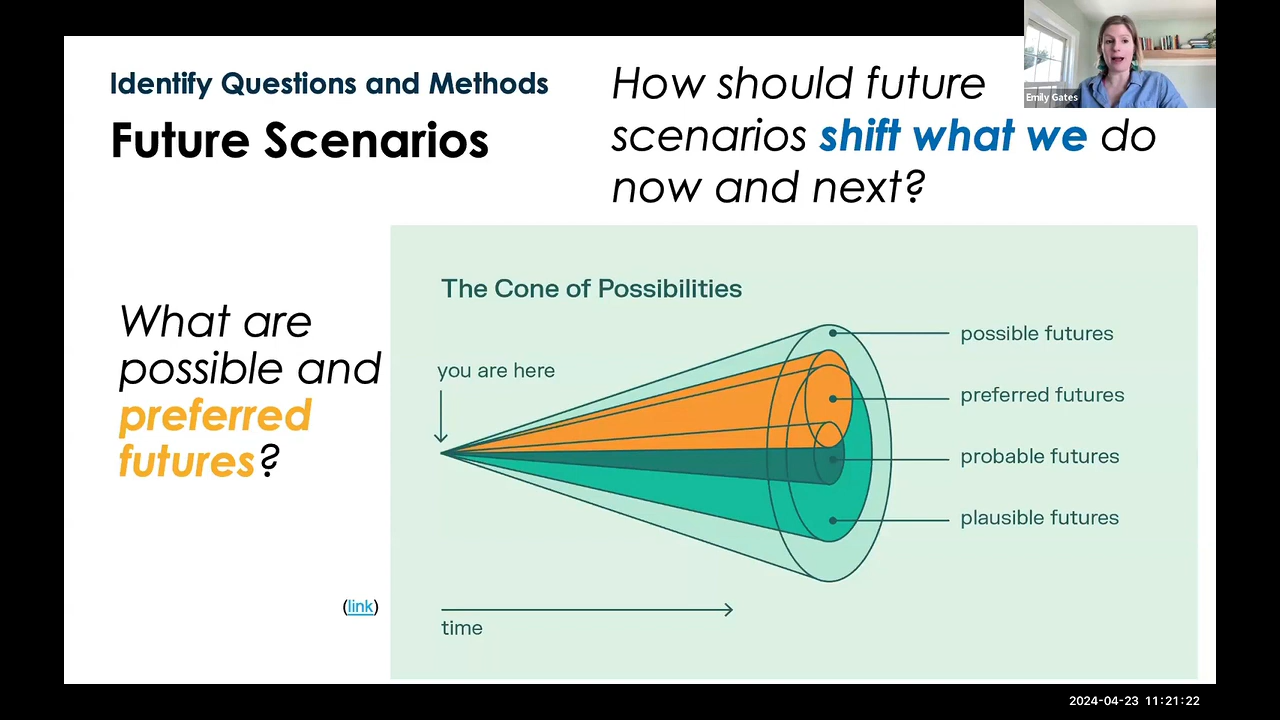 Identify Questions and Methods
Future Scenarios
How should future
scenarios shift what we do
now and next?
Emily Gates
What are
possible and
preferred
futures?
(link)
The Cone of Possibilities
you are here
possible futures
preferred futures
probable futures
plausible futures
time
2024-04-23 11:21:22